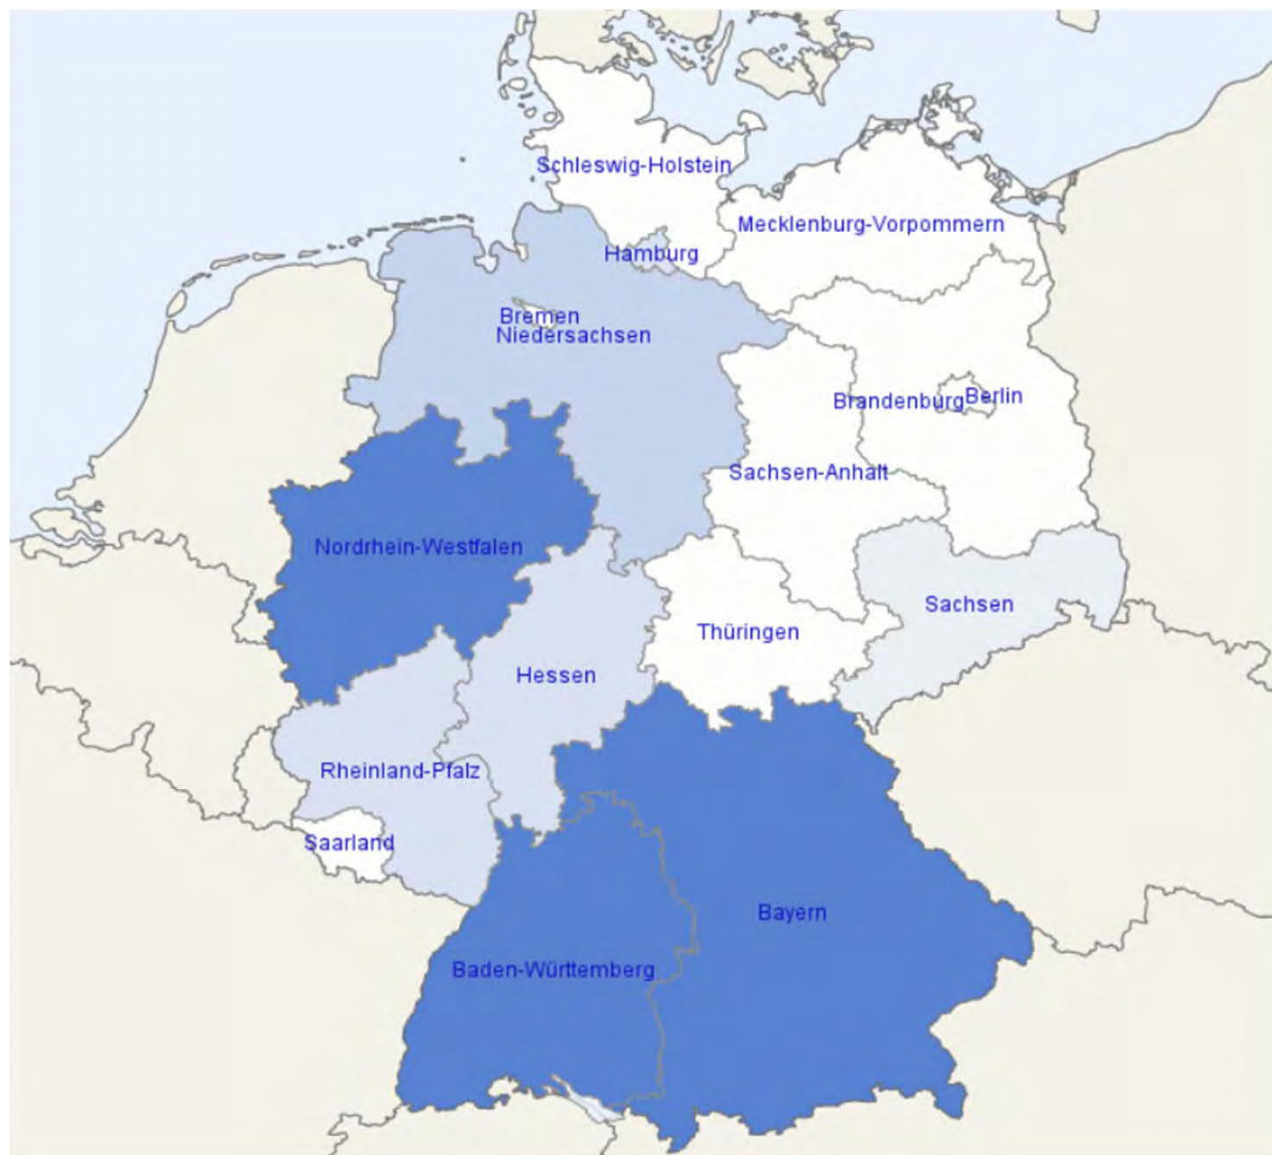 Schleswig-Holstein
Mecklenburg-Vorpommern
Hamburg
Bremen
Niedersachsen
Brandenburg
Berlin
Sachsen-Anhalt
Nordrhein-Westfalen
Sachsen
Thüringen
Hessen
Rheinland-Pfalz
Saarland
Bayern
Baden-Württemberg